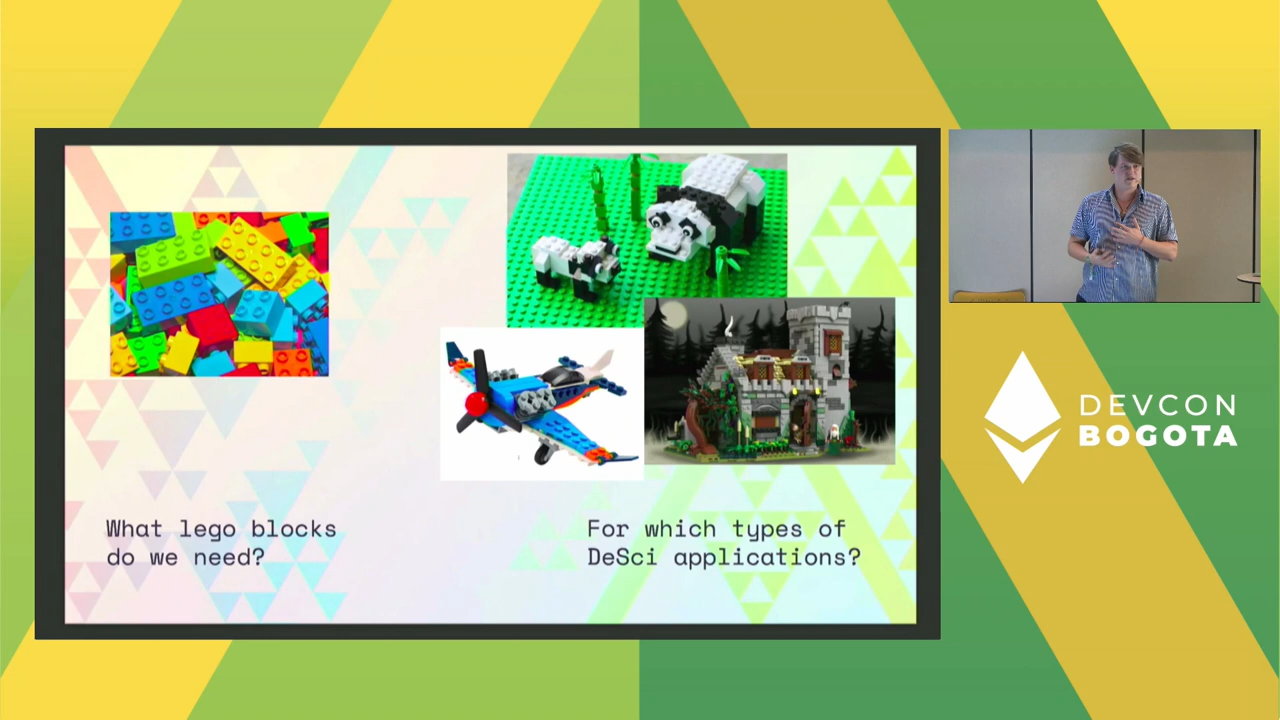 What lego blocks
do we need?
For which types of
DeSci applications?
DEVCON
BOGOTA